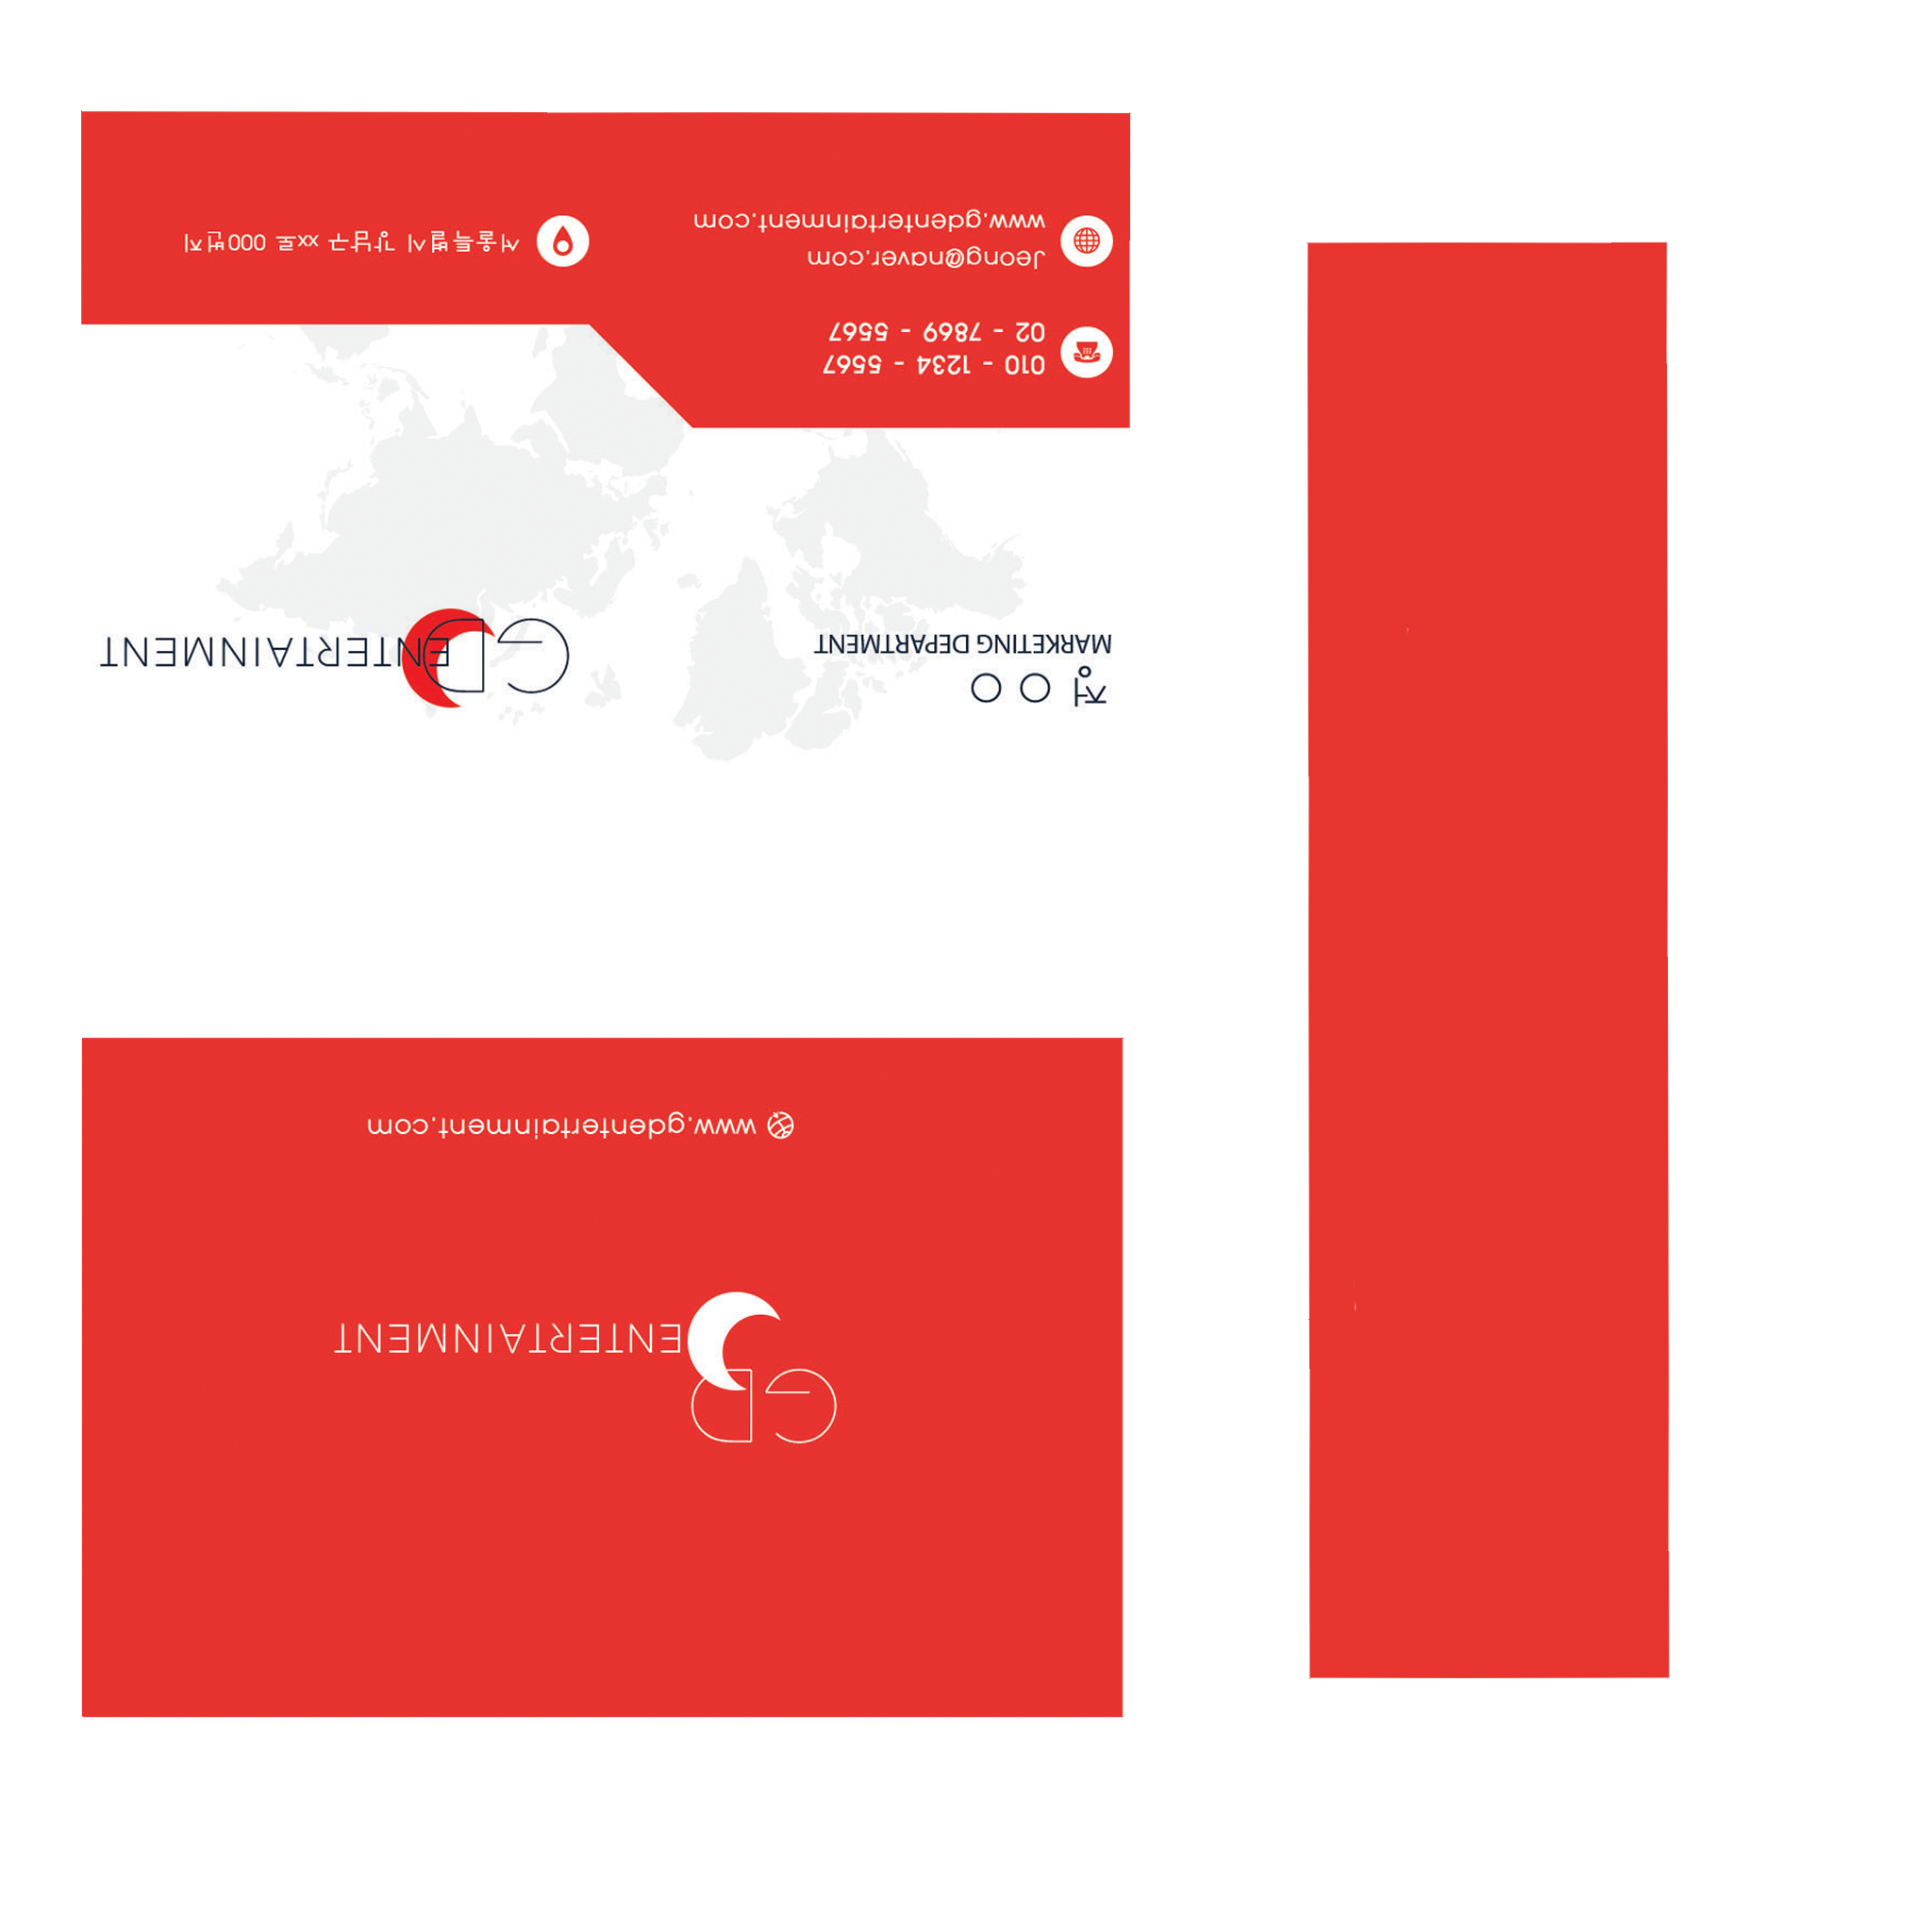 GD
ENTERTAINMENT
www.gdentertainment.com
정 ○ ○
MARKETING DEPARTMENT
GD
ENTERTAINMENT
010 - 1234 - 5567
02 - 7869 - 5567
Jeong@naver.com
www.gdentertainment.com
서울특별시 강남구 xx로 000번지